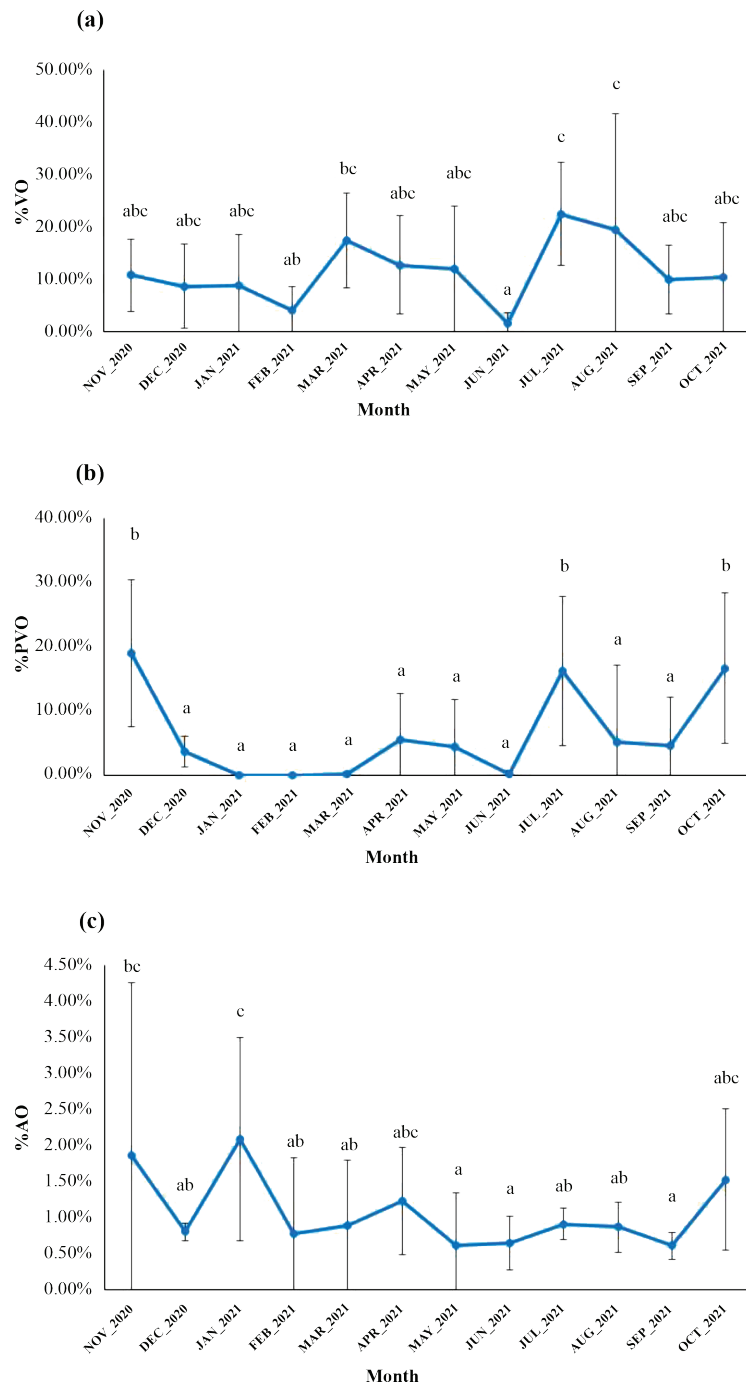 (a)
50.00%
40.00%
30.00%
20.00%
10.00%
0.00%
%VO
abc abc abc ab bc abc abc a c c abc abc
NOV_2020 DEC_2020 JAN_2021 FEB_2021 MAR_2021 APR_2021 MAY_2021 JUN_2021 JUL_2021 AUG_2021 SEP_2021 OCT_2021
Month
(b)
40.00%
30.00%
20.00%
10.00%
0.00%
%PVO
b a a a a a a a b a a b
NOV_2020 DEC_2020 JAN_2021 FEB_2021 MAR_2021 APR_2021 MAY_2021 JUN_2021 JUL_2021 AUG_2021 SEP_2021 OCT_2021
Month
(c)
4.50%
4.00%
3.50%
3.00%
2.50%
2.00%
1.50%
1.00%
0.50%
0.00%
%AO
bc ab c ab ab abc a a ab ab a abc
NOV_2020 DEC_2020 JAN_2021 FEB_2021 MAR_2021 APR_2021 MAY_2021 JUN_2021 JUL_2021 AUG_2021 SEP_2021 OCT_2021
Month